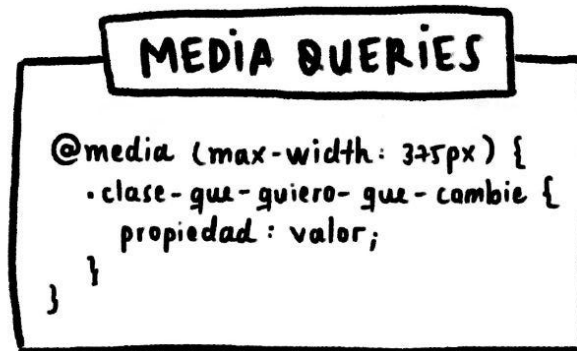 MEDIA QUERIES
@media (max-width: 375px) {
.clase-que-quiero-que-cambie {
propiedad: valor;
}
}